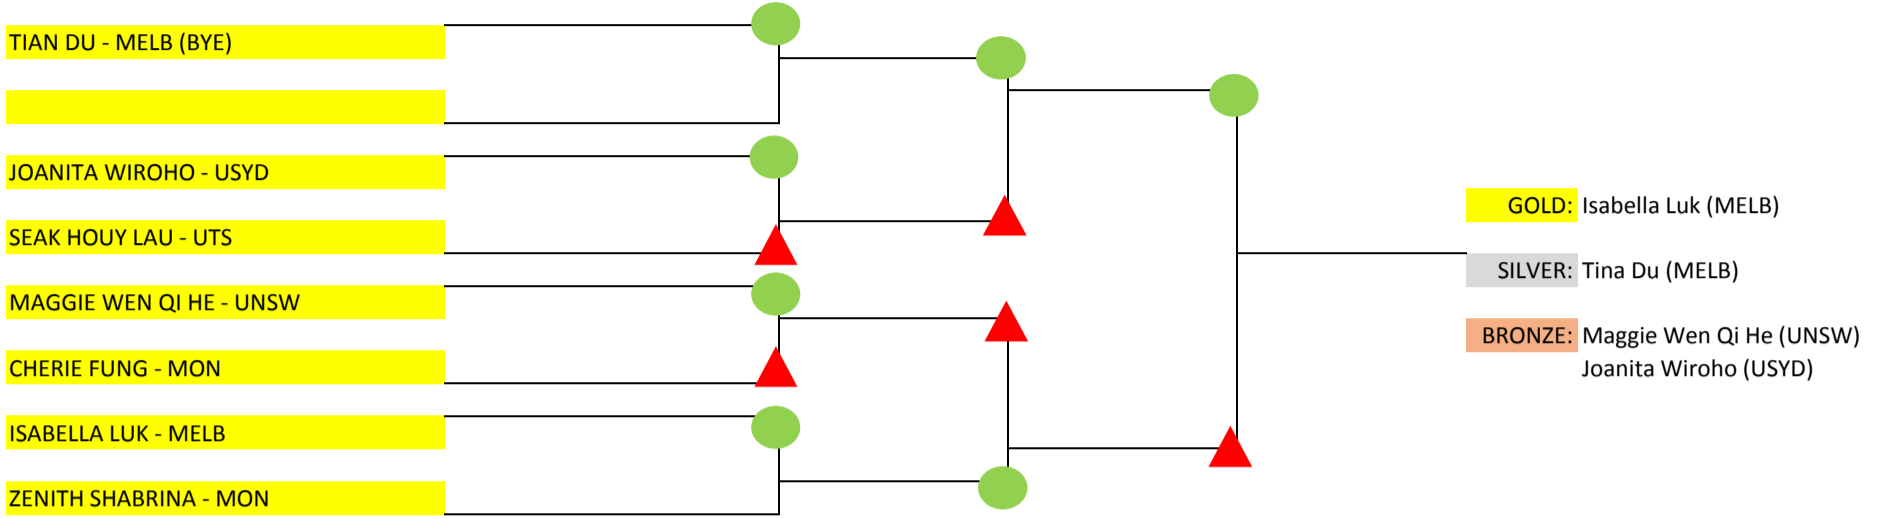 TIAN DU - MELB (BYE)
JOANITA WIROHO - USYD
SEAK HOUY LAU - UTS
MAGGIE WEN QI HE - UNSW
CHERIE FUNG - MON
ISABELLA LUK - MELB
ZENITH SHABRINA - MON
GOLD: Isabella Luk (MELB)
SILVER: Tina Du (MELB)
BRONZE: Maggie Wen Qi He (UNSW)
Joanita Wiroho (USYD)